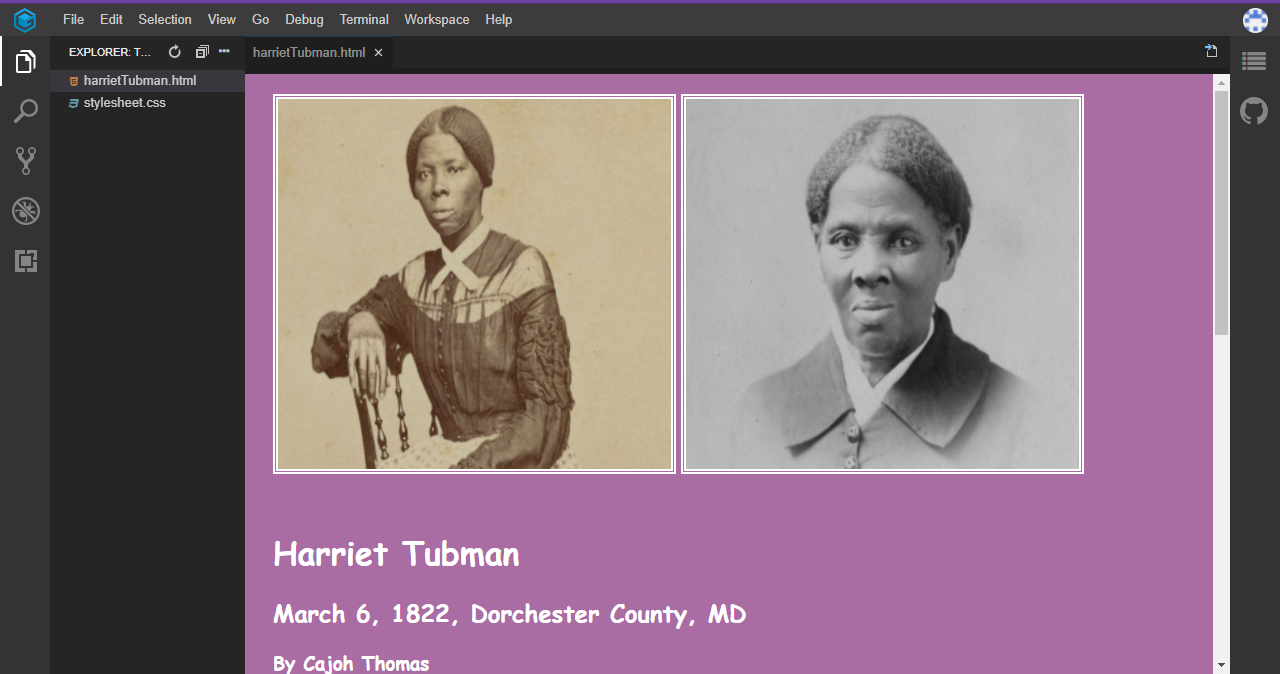 File Edit Selection View Go Debug Terminal Workspace Help
EXPLORER: T...
harrietTubman.html
harrietTubman.html
stylesheet.css
Harriet Tubman
March 6, 1822, Dorchester County, MD
By Cajoh Thomas